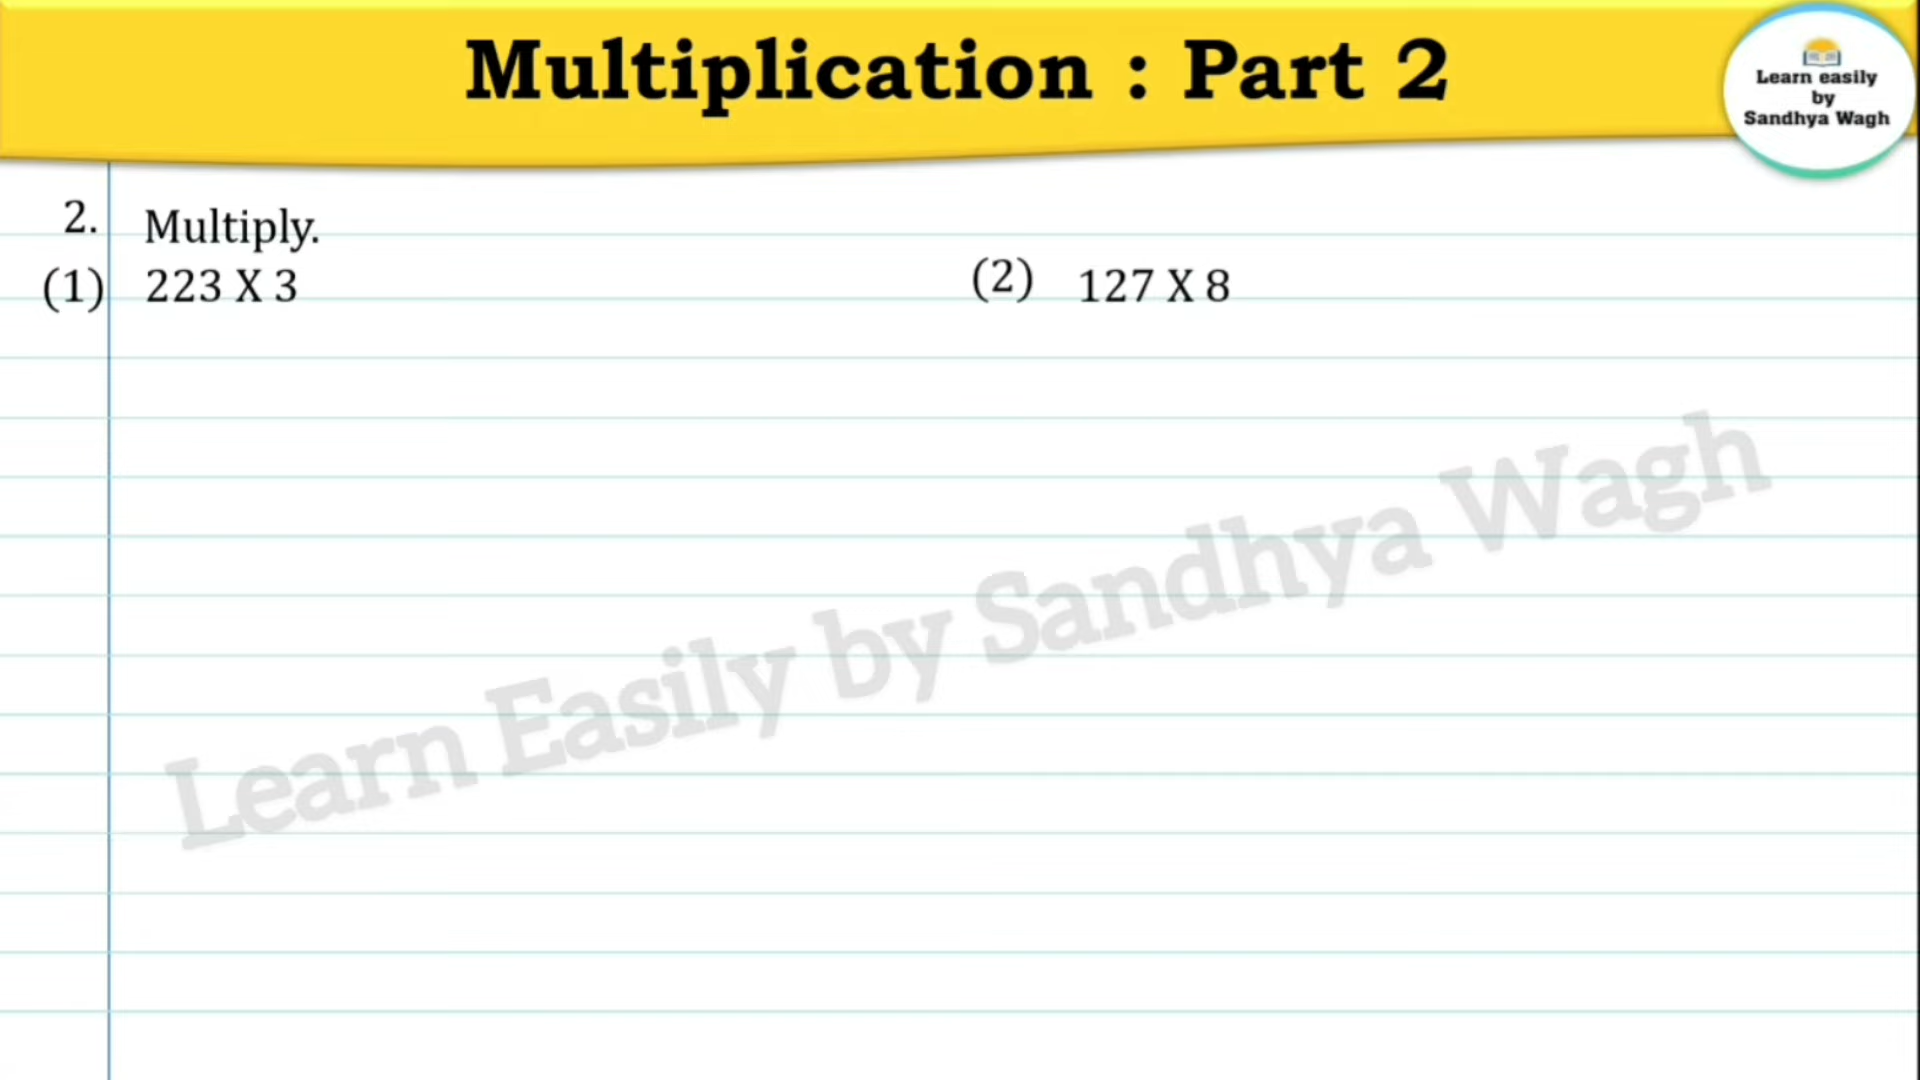 Multiplication : Part 2
Learn easily
by
Sandhya Wagh
2. Multiply.
(1) 223 X 3
(2) 127 X 8
Learn Easily by Sandhya Wagh